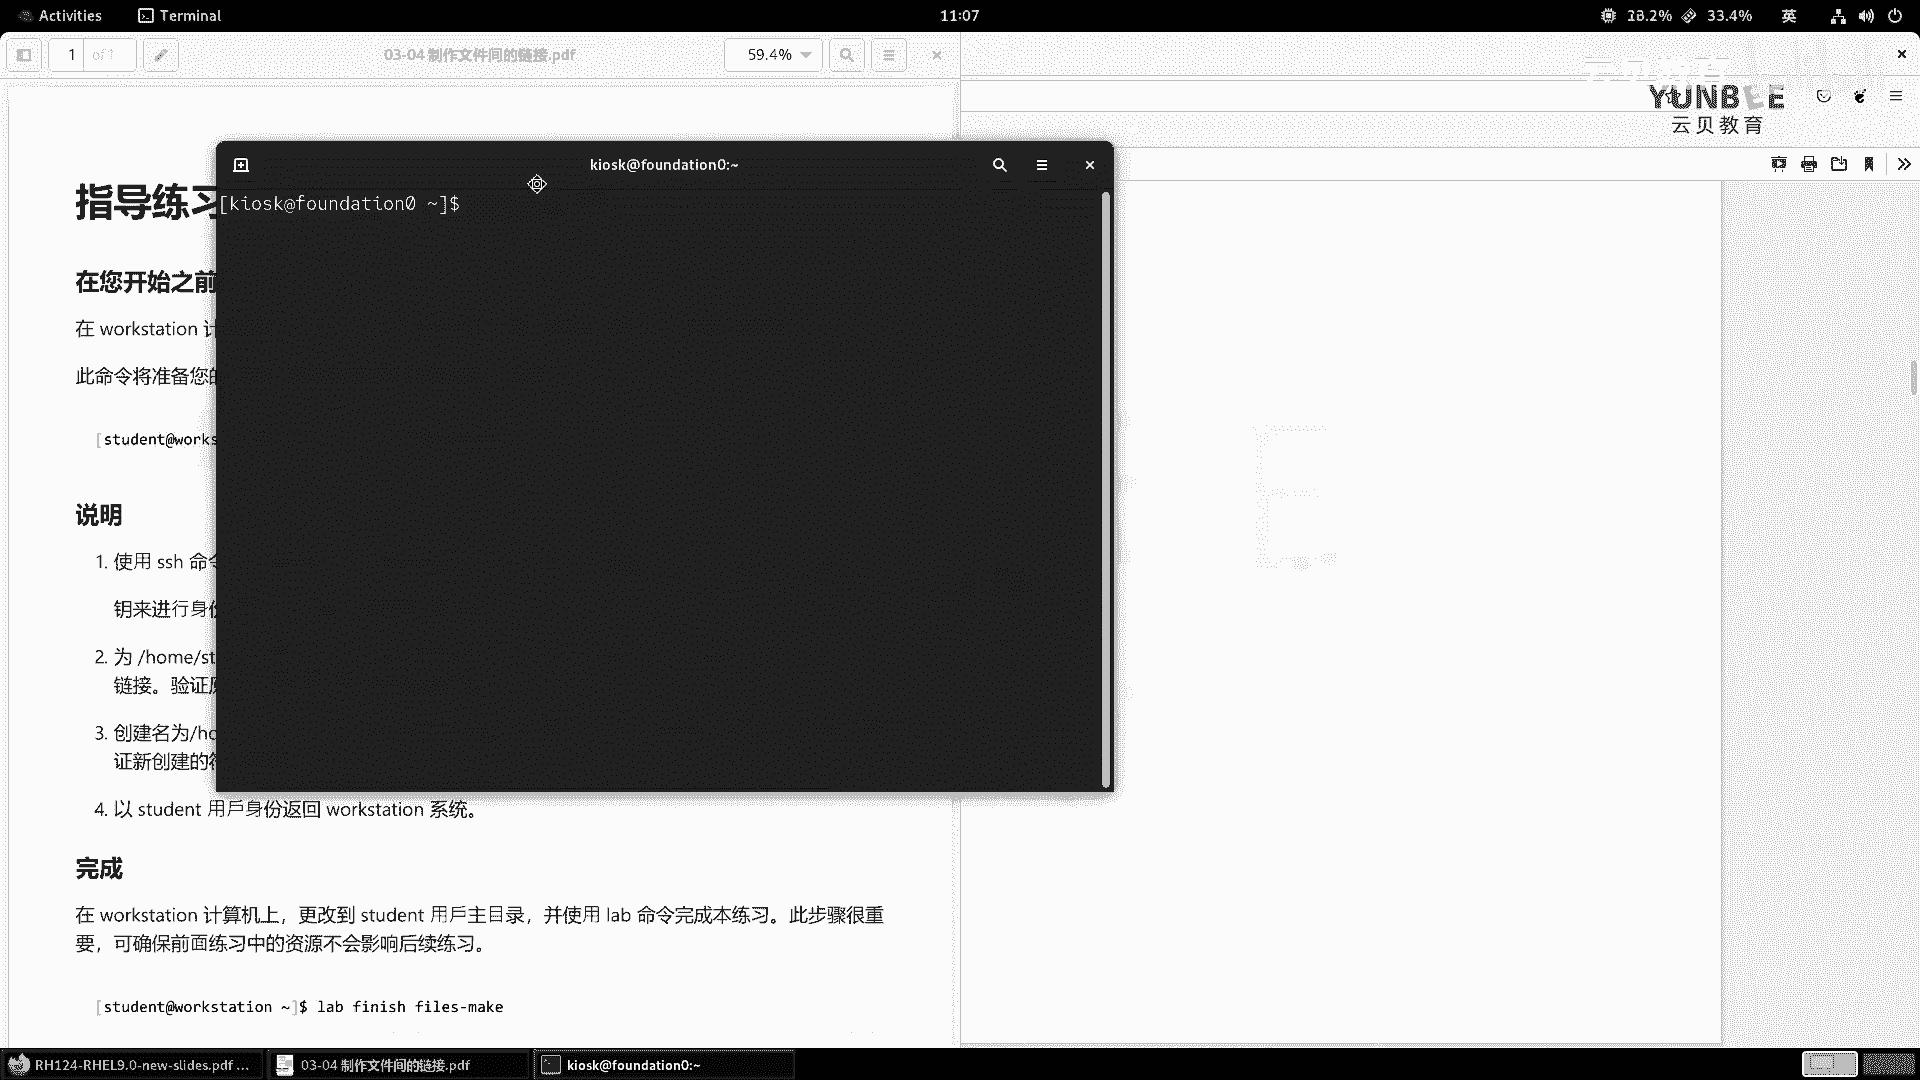 Activities
Terminal
11:07
33.4%
英
1
of 1
03-04 制作文件间的链接.pdf
59.4%
YUNBEE
云贝教育
kiosk@foundation0:~
[kiosk@foundation0 ~]$
指导练习
在您开始之前
在 workstation
此命令将准备您的
[student@works
说明
1. 使用 ssh 命令
钥来进行身份
2. 为 /home/st
链接。验证原
3. 创建名为/ho
证新创建的符
4. 以 student 用戶身份返回 workstation 系统。
完成
在 workstation 计算机上，更改到 student 用戶主目录，并使用 lab 命令完成本练习。此步骤很重
要，可确保前面练习中的资源不会影响后续练习。
[student@workstation ~]$ lab finish files-make
RH124-RHEL9.0-new-slides.pdf ...
03-04 制作文件间的链接.pdf
kiosk@foundation0:~